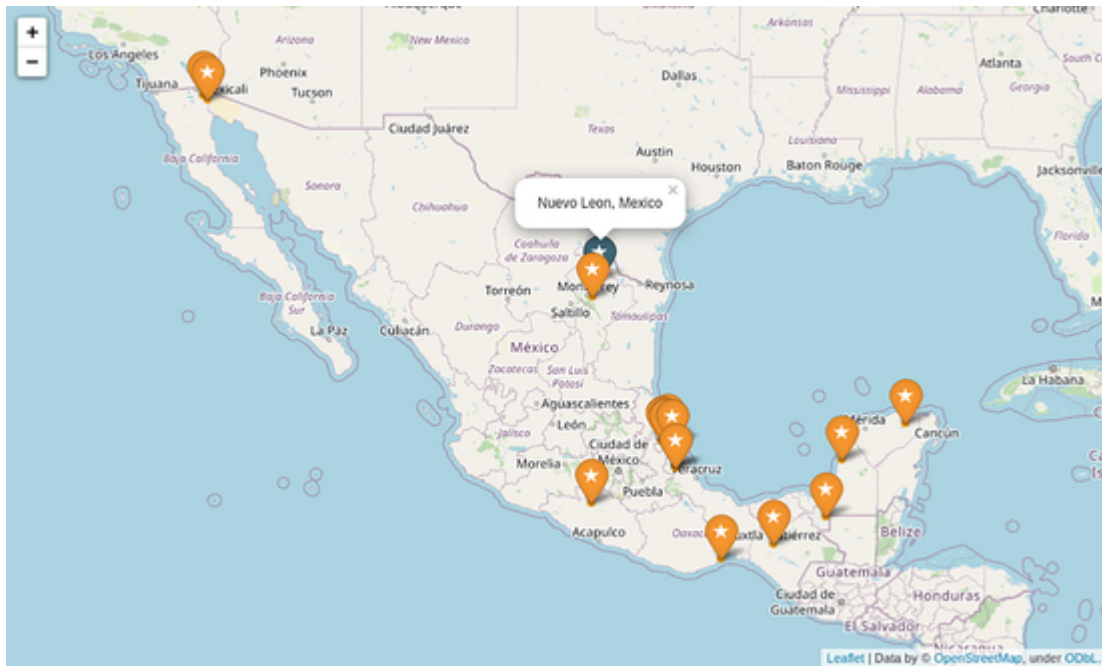 Charlotte
+
Los Angeles
Arizona
New Mexico
Arkansas
Atlanta
−
Phoenix
Dallas
Tijuana
Tucson
Mississippi
Alabama
Georgia
Ciudad Juárez
Texas
Louisiana
Austin
Baja California
Houston
Baton Rouge
Jacksonville
Sonora
Nuevo Leon, Mexico
×
Chihuahua
Florida
Coahuila
de Zaragoza
Torreón
Reynosa
Baja California
Sur
Saltillo
Tamaulipas
La Paz
Culiacán
Durango
México
Zacatecas
San Luis
Potosí
La Habana
Aguascalientes
León
Jalisco
Mérida
Cancún
Ciudad de
México
Morelia
Veracruz
Puebla
Acapulco
Oaxaca
Belize
Guatemala
Ciudad de
Guatemala
Honduras
El Salvador
Nicaragua
Leaflet | Data by © OpenStreetMap, under ODbL.